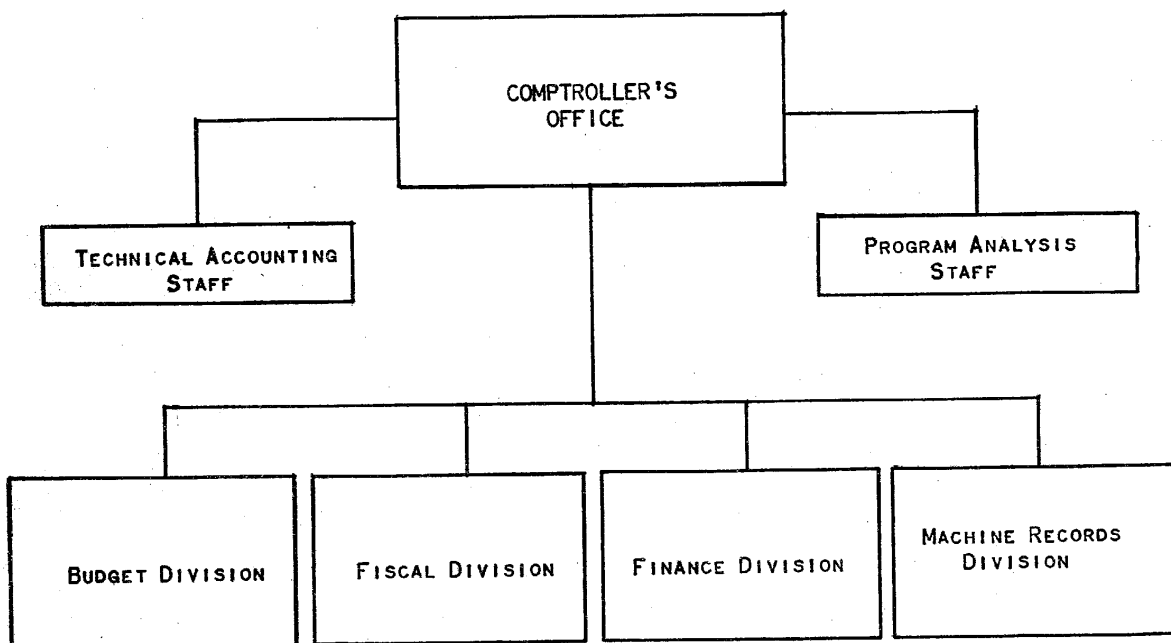 COMPTROLLER'S
OFFICE
TECHNICAL ACCOUNTING
STAFF
PROGRAM ANALYSIS
STAFF
BUDGET DIVISION
FISCAL DIVISION
FINANCE DIVISION
MACHINE RECORDS
DIVISION